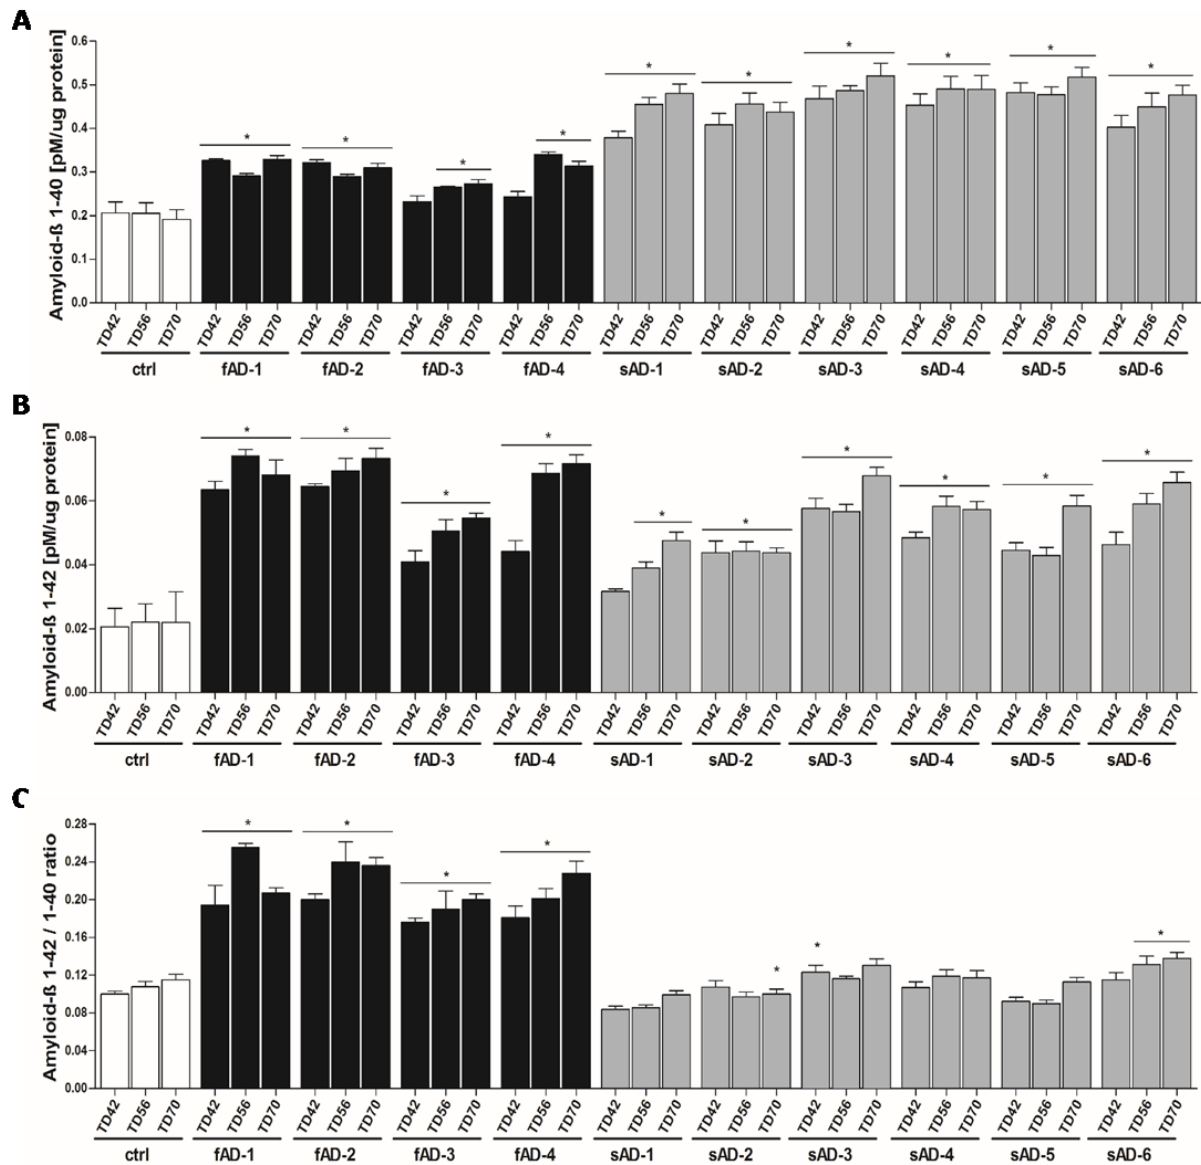 A
Amyloid-ß 1-40 [pM/ug protein]
0.6
0.5
0.4
0.3
0.2
0.1
0.0
* * * * * * * * * *
TD42 TD56 TD70 TD42 TD56 TD70 TD42 TD56 TD70 TD42 TD56 TD70 TD42 TD56 TD70 TD42 TD56 TD70 TD42 TD56 TD70 TD42 TD56 TD70 TD42 TD56 TD70 TD42 TD56 TD70 TD42 TD56 TD70
ctrl fAD-1 fAD-2 fAD-3 fAD-4 sAD-1 sAD-2 sAD-3 sAD-4 sAD-5 sAD-6
B
Amyloid-ß 1-42 [pM/ug protein]
0.08
0.06
0.04
0.02
0.00
* * * * * * * * * *
TD42 TD56 TD70 TD42 TD56 TD70 TD42 TD56 TD70 TD42 TD56 TD70 TD42 TD56 TD70 TD42 TD56 TD70 TD42 TD56 TD70 TD42 TD56 TD70 TD42 TD56 TD70 TD42 TD56 TD70 TD42 TD56 TD70
ctrl fAD-1 fAD-2 fAD-3 fAD-4 sAD-1 sAD-2 sAD-3 sAD-4 sAD-5 sAD-6
C
Amyloid-ß 1-42 / 1-40 ratio
0.28
0.24
0.20
0.16
0.12
0.08
0.04
0.00
* * * * * * *
TD42 TD56 TD70 TD42 TD56 TD70 TD42 TD56 TD70 TD42 TD56 TD70 TD42 TD56 TD70 TD42 TD56 TD70 TD42 TD56 TD70 TD42 TD56 TD70 TD42 TD56 TD70 TD42 TD56 TD70 TD42 TD56 TD70
ctrl fAD-1 fAD-2 fAD-3 fAD-4 sAD-1 sAD-2 sAD-3 sAD-4 sAD-5 sAD-6